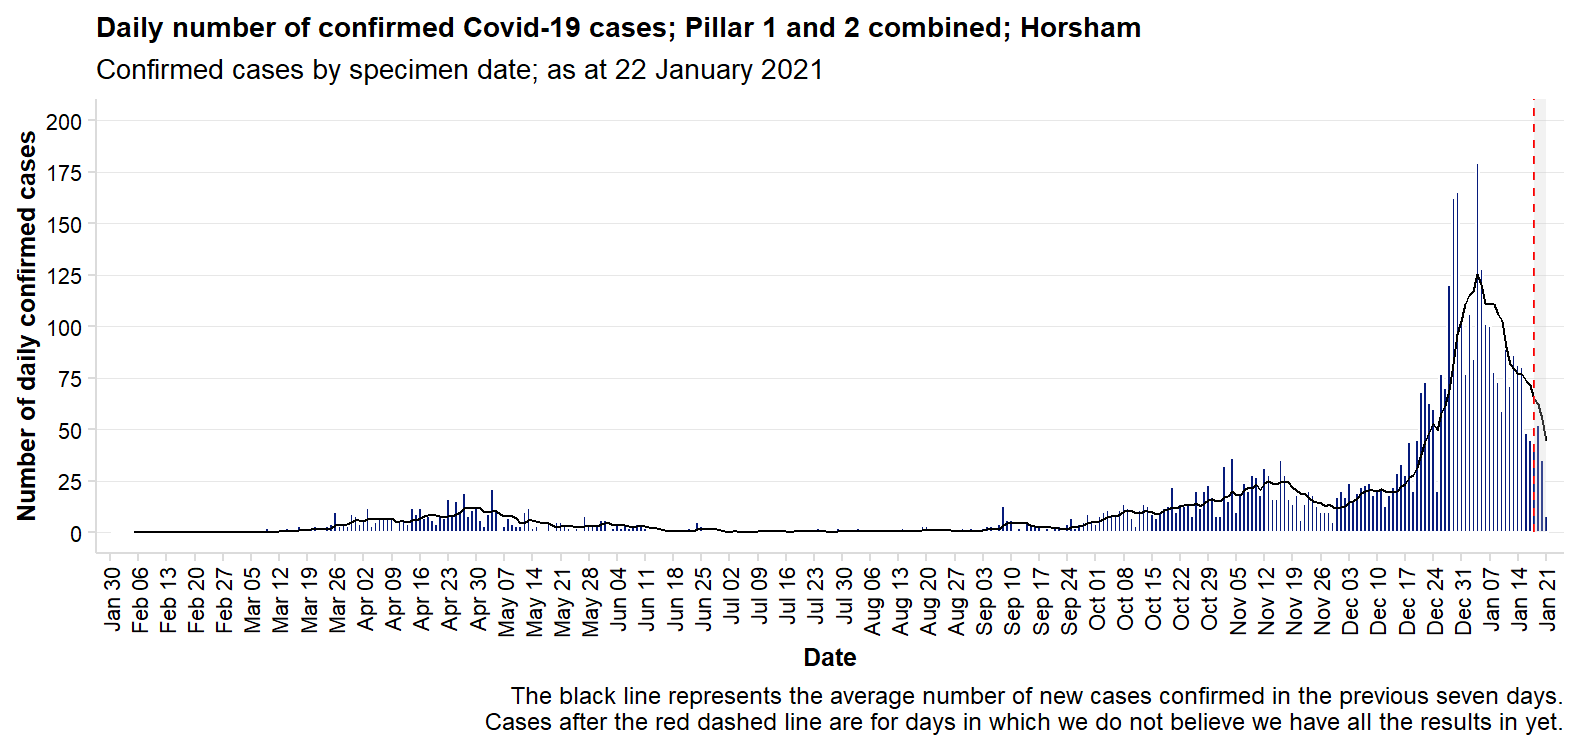 Daily number of confirmed Covid-19 cases; Pillar 1 and 2 combined; Horsham
Confirmed cases by specimen date; as at 22 January 2021
Number of daily confirmed cases
200
175
150
125
100
75
50
25
0
Jan 30
Feb 06
Feb 13
Feb 20
Feb 27
Mar 05
Mar 12
Mar 19
Mar 26
Apr 02
Apr 09
Apr 16
Apr 23
Apr 30
May 07
May 14
May 21
May 28
Jun 04
Jun 11
Jun 18
Jun 25
Jul 02
Jul 09
Jul 16
Jul 23
Jul 30
Aug 06
Aug 13
Aug 20
Aug 27
Sep 03
Sep 10
Sep 17
Sep 24
Oct 01
Oct 08
Oct 15
Oct 22
Oct 29
Nov 05
Nov 12
Nov 19
Nov 26
Dec 03
Dec 10
Dec 17
Dec 24
Dec 31
Jan 07
Jan 14
Jan 21
Date
The black line represents the average number of new cases confirmed in the previous seven days.
Cases after the red dashed line are for days in which we do not believe we have all the results in yet.